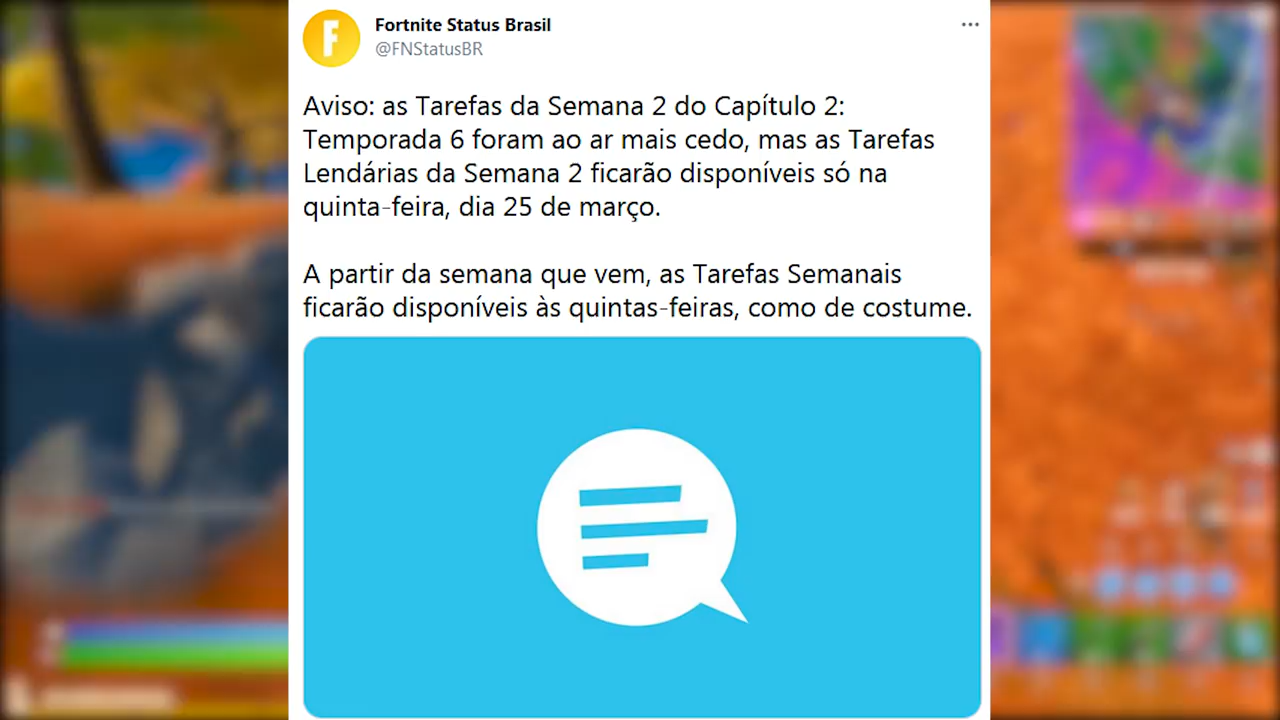 Fortnite Status Brasil
@FNStatusBR
Aviso: as Tarefas da Semana 2 do Capítulo 2:
Temporada 6 foram ao ar mais cedo, mas as Tarefas
Lendárias da Semana 2 ficarão disponíveis só na
quinta-feira, dia 25 de março.
A partir da semana que vem, as Tarefas Semanais
ficarão disponíveis às quintas-feiras, como de costume.